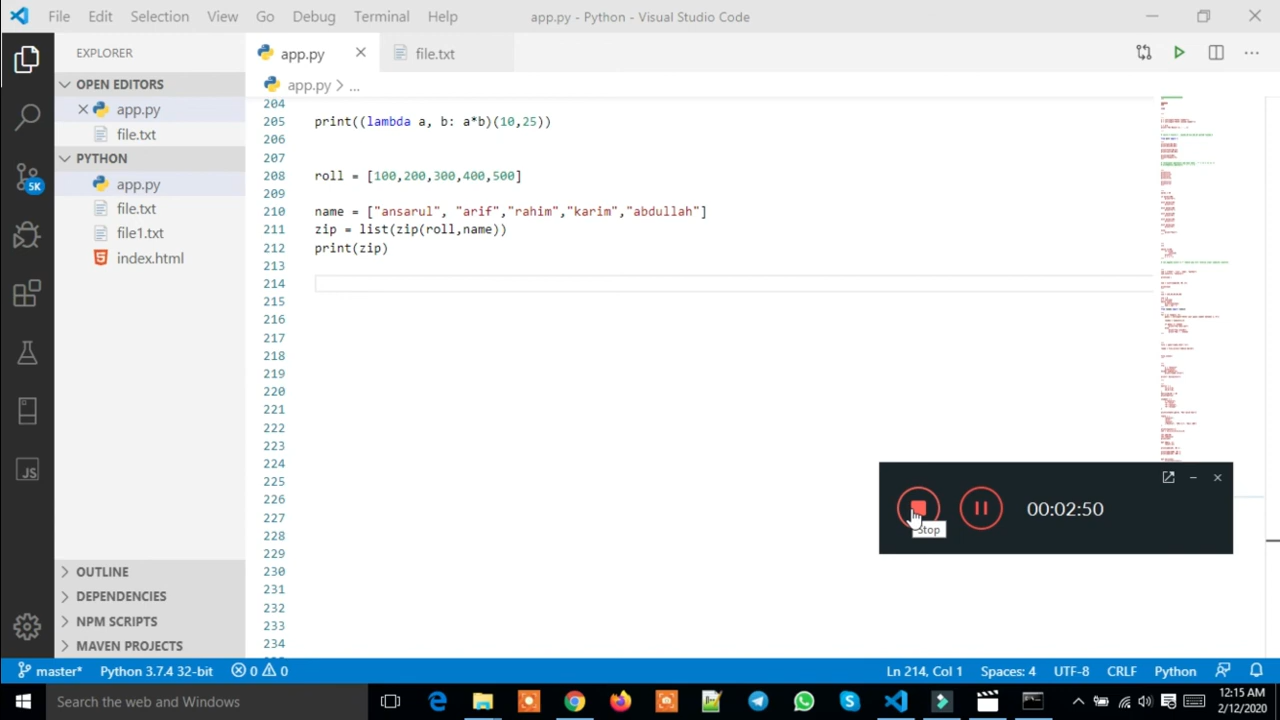 File Edit Selection View Go Debug Terminal Help app.py - Python - Visual Studio Code
EXPLORER
app.py
file.txt
OPEN EDITORS
app.py
file.txt
PYTHON
app.py
file.txt
file1.txt
index.html
OUTLINE
DEPENDENCIES
NPM SCRIPTS
MAVEN PROJECTS
5K
JS
app.py > ...
204
205 print((lambda a, b: a*b)(10,25))
206
207
208 roll = [100,200,300,400,500]
209
210 name = ["ansarul", "arif","rahim","karim","abdullah"]
211 zip = list(zip(roll,name))
212 print(zip)
213
214
215
216
217
218
219
220
221
222
223
224
225
226
227
228
229
230
231
232
233
234
00:02:50
Stop
master* Python 3.7.4 32-bit 0 0 Ln 214, Col 1 Spaces: 4 UTF-8 CRLF Python
Search the web and Windows
12:15 AM
2/12/2020